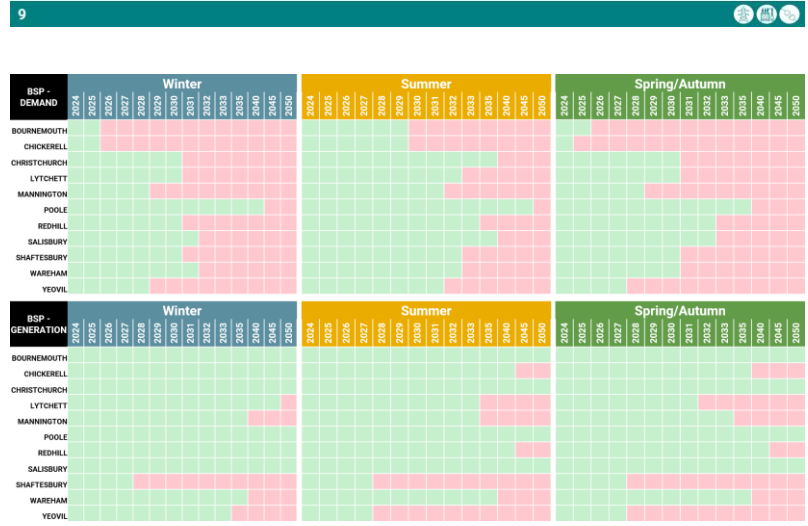 9
BSP - DEMAND
Winter
Summer
Spring/Autumn
2024 2025 2026 2027 2028 2029 2030 2031 2032 2033 2035 2040 2045 2050
2024 2025 2026 2027 2028 2029 2030 2031 2032 2033 2035 2040 2045 2050
2024 2025 2026 2027 2028 2029 2030 2031 2032 2033 2035 2040 2045 2050
BOURNEMOUTH
CHICKERELL
CHRISTCHURCH
LYTCHETT
MANNINGTON
POOLE
REDHILL
SALISBURY
SHAFTESBURY
WAREHAM
YEOVIL
BSP - GENERATION
Winter
Summer
Spring/Autumn
2024 2025 2026 2027 2028 2029 2030 2031 2032 2033 2035 2040 2045 2050
2024 2025 2026 2027 2028 2029 2030 2031 2032 2033 2035 2040 2045 2050
2024 2025 2026 2027 2028 2029 2030 2031 2032 2033 2035 2040 2045 2050
BOURNEMOUTH
CHICKERELL
CHRISTCHURCH
LYTCHETT
MANNINGTON
POOLE
REDHILL
SALISBURY
SHAFTESBURY
WAREHAM
YEOVIL